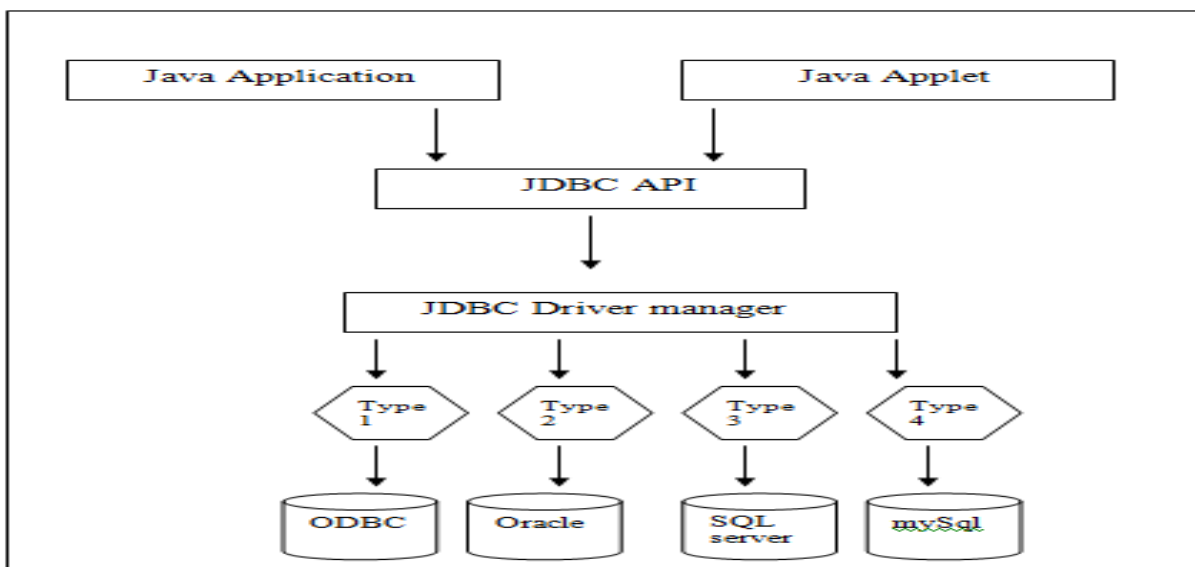 Java Application
Java Applet
JDBC API
JDBC Driver manager
Type
1
Type
2
Type
3
Type
4
ODBC
Oracle
SQL
server
mySql